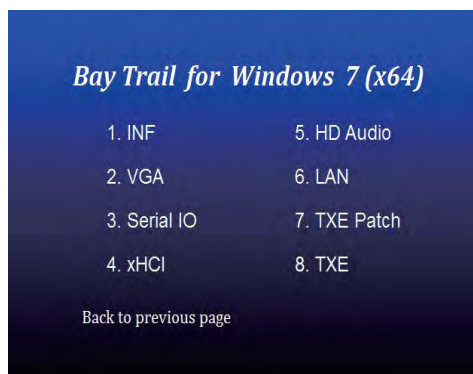 Bay Trail for Windows 7 (x64)
1. INF
2. VGA
3. Serial IO
4. xHCI
5. HD Audio
6. LAN
7. TXE Patch
8. TXE
Back to previous page